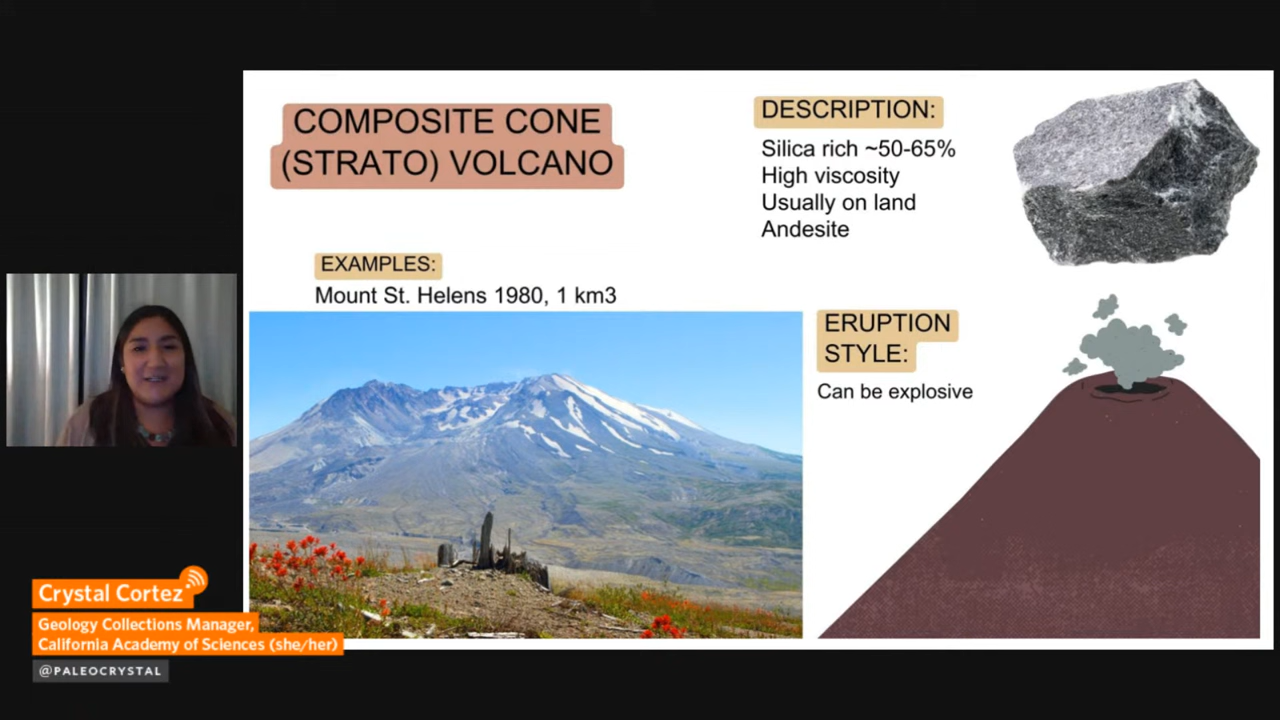 COMPOSITE CONE
(STRATO) VOLCANO
EXAMPLES:
Mount St. Helens 1980, 1 km3
DESCRIPTION:
Silica rich ~50-65%
High viscosity
Usually on land
Andesite
ERUPTION
STYLE:
Can be explosive
Crystal Cortez
Geology Collections Manager,
California Academy of Sciences (she/her)
@PALEOCRYSTAL